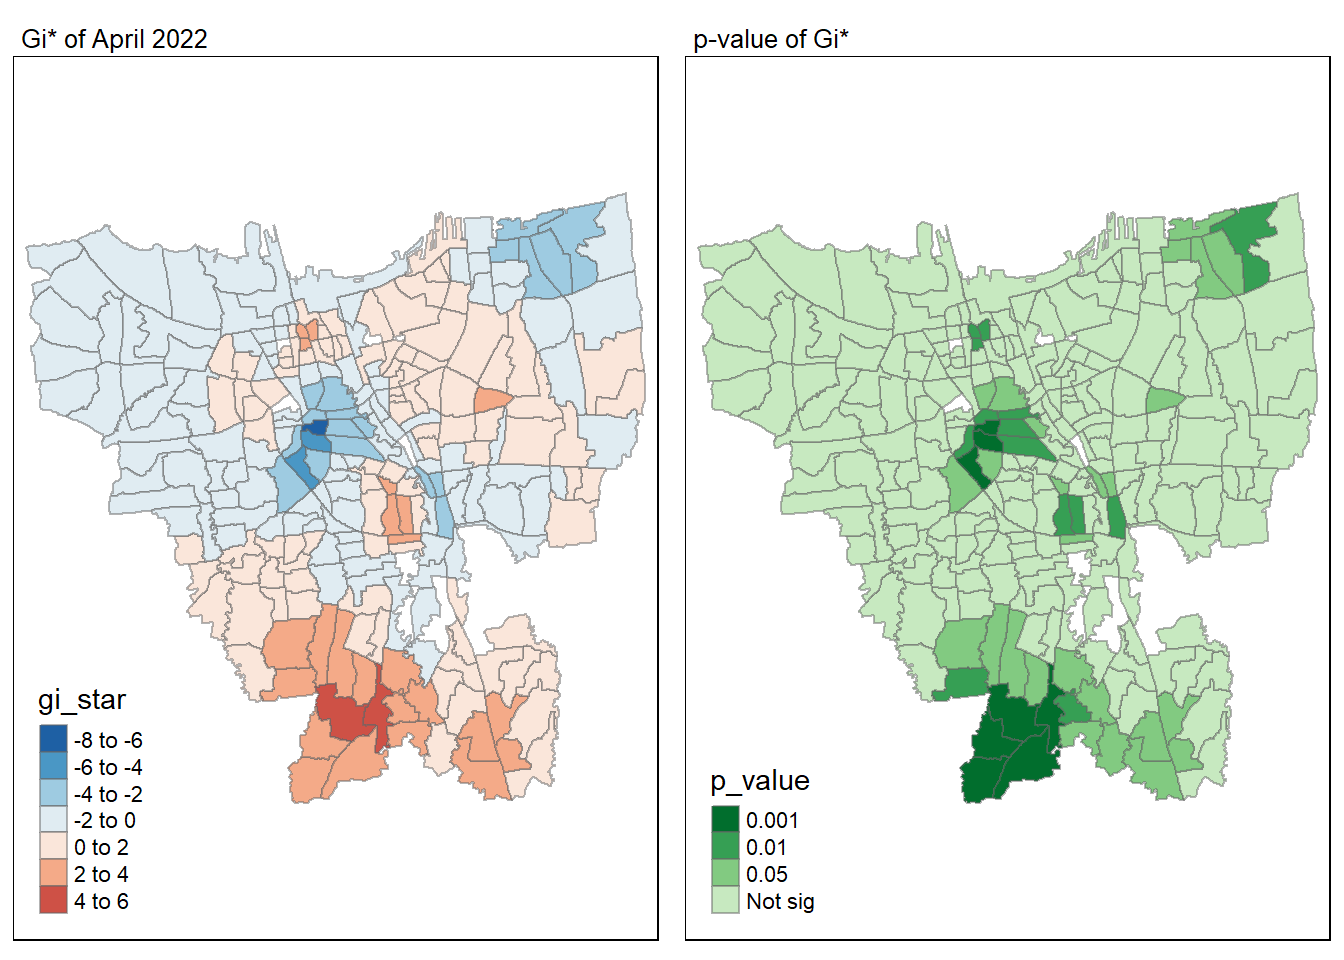 Gi* of April 2022
gi_star
-8 to -6
-6 to -4
-4 to -2
-2 to 0
0 to 2
2 to 4
4 to 6
p-value of Gi*
p_value
0.001
0.01
0.05
Not sig